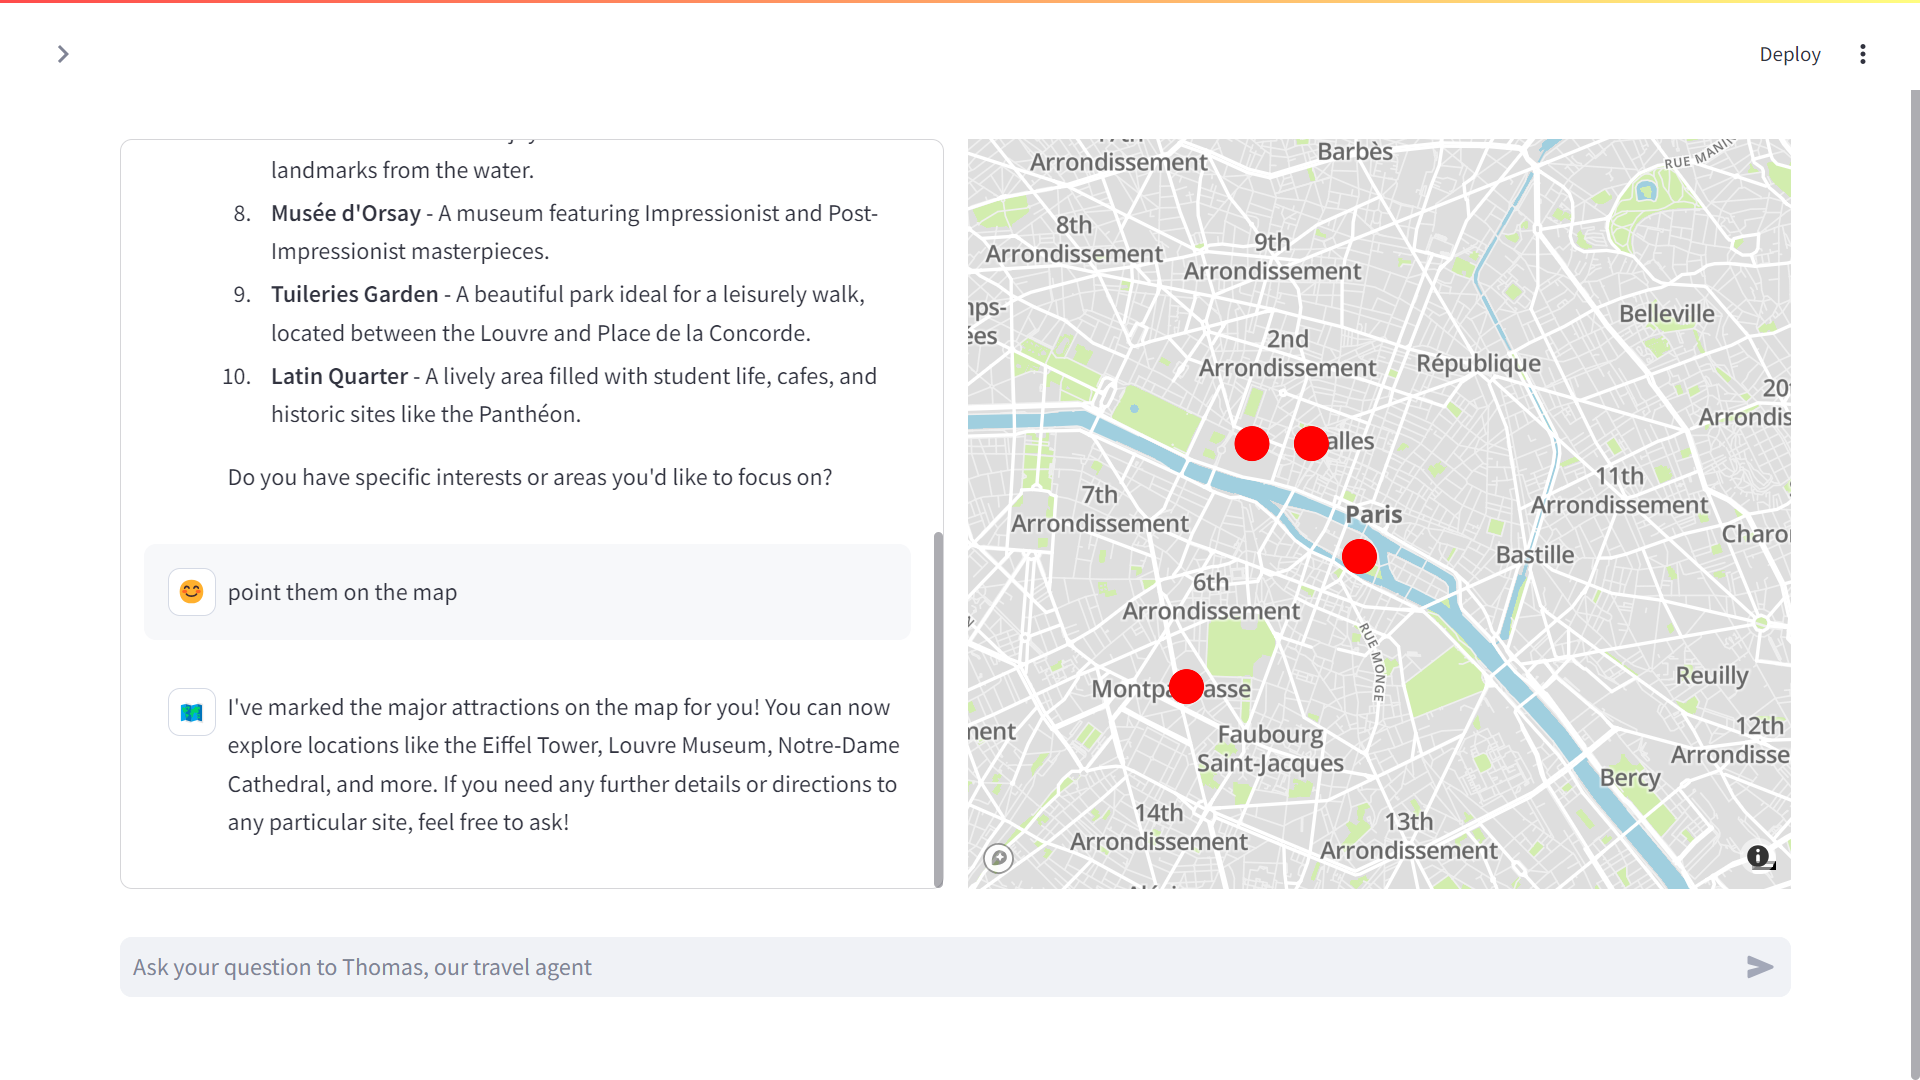 Deploy
landmarks from the water.
8. Musée d'Orsay - A museum featuring Impressionist and Post-
Impressionist masterpieces.
9. Tuileries Garden - A beautiful park ideal for a leisurely walk,
located between the Louvre and Place de la Concorde.
10. Latin Quarter - A lively area filled with student life, cafes, and
historic sites like the Panthéon.
Do you have specific interests or areas you'd like to focus on?
point them on the map
I've marked the major attractions on the map for you! You can now
explore locations like the Eiffel Tower, Louvre Museum, Notre-Dame
Cathedral, and more. If you need any further details or directions to
any particular site, feel free to ask!
Arrondissement
Barbès
8th
Arrondissement
9th
Arrondissement
Belleville
2nd
Arrondissement
République
7th
Arrondissement
Paris
11th
Arrondissement
Bastille
6th
Arrondissement
RUE MONGE
Reuilly
Faubourg
Saint-Jacques
12th
Bercy
14th
Arrondissement
13th
Arrondissement
Ask your question to Thomas, our travel agent